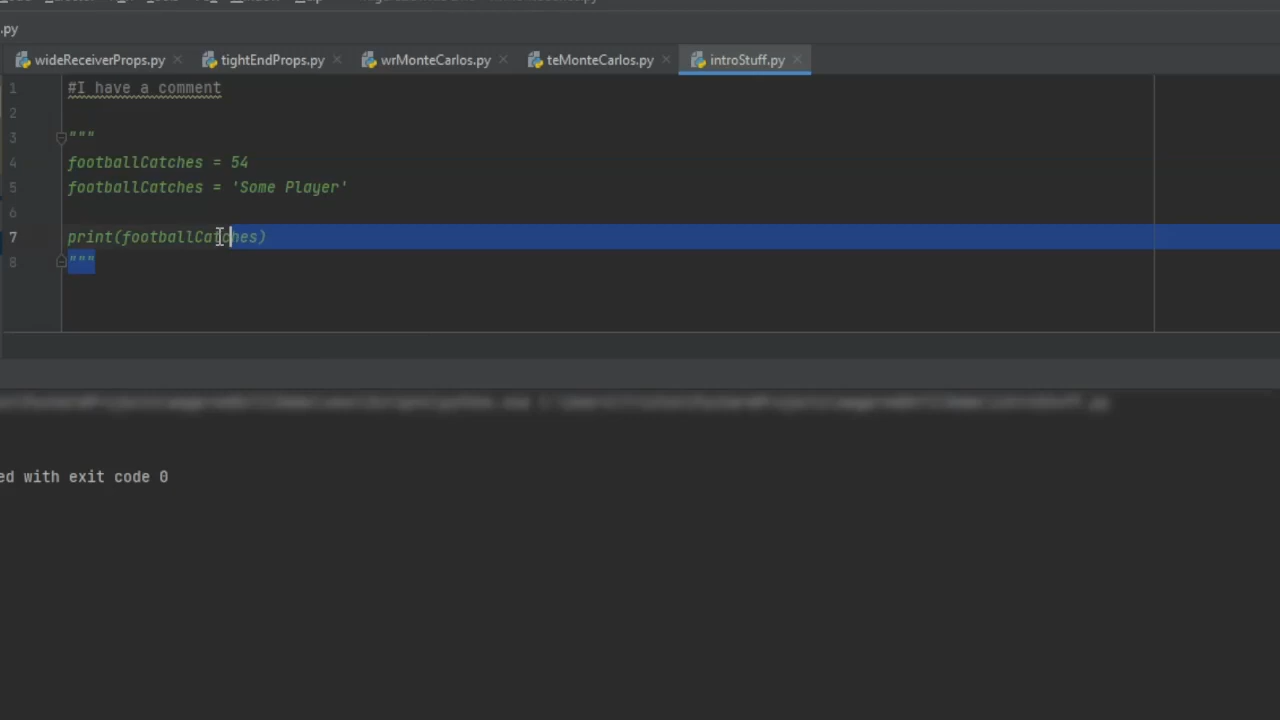 .py
wideReceiverProps.py
tightEndProps.py
wrMonteCarlos.py
teMonteCarlos.py
introStuff.py
1 #I have a comment
2
3 """
4 footballCatches = 54
5 footballCatches = 'Some Player'
6
7 print(footballCatches)
8 """
ed with exit code 0